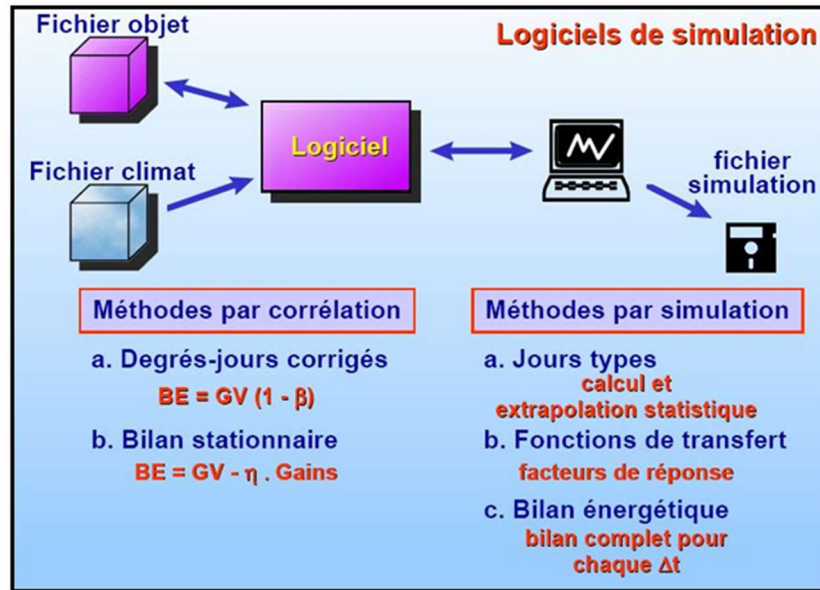 Fichier objet
Logiciels de simulation
Logiciel
Fichier climat
fichier
simulation
Méthodes par corrélation
a. Degrés-jours corrigés
BE = GV (1 - β)
b. Bilan stationnaire
BE = GV - η . Gains
Méthodes par simulation
a. Jours types
calcul et
extrapolation statistique
b. Fonctions de transfert
facteurs de réponse
c. Bilan énergétique
bilan complet pour
chaque Δt